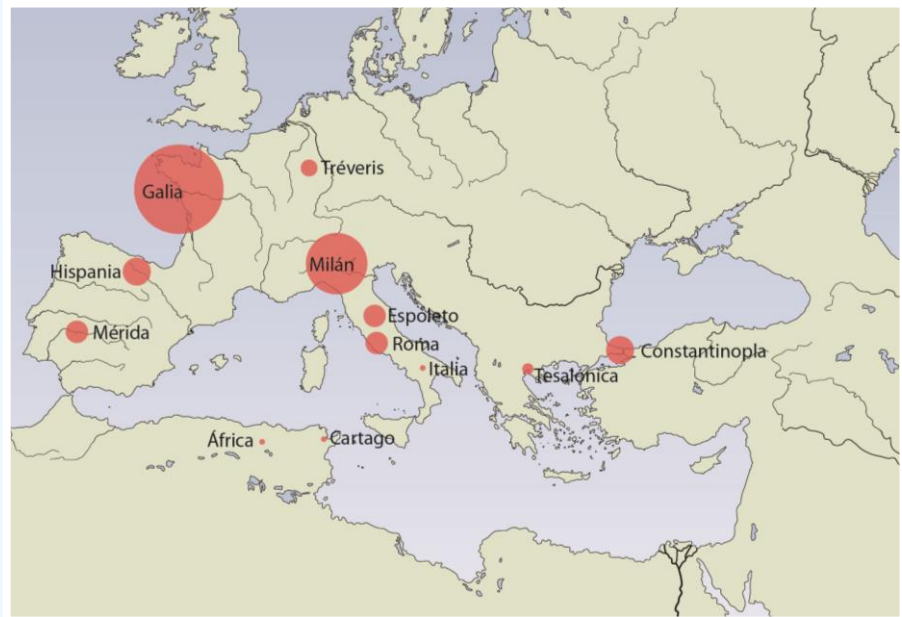 Tréveris
Galia
Milán
Hispania
Espoleto
Mérida
Roma
Constantinopla
Italia
Tesalónica
África
Cartago